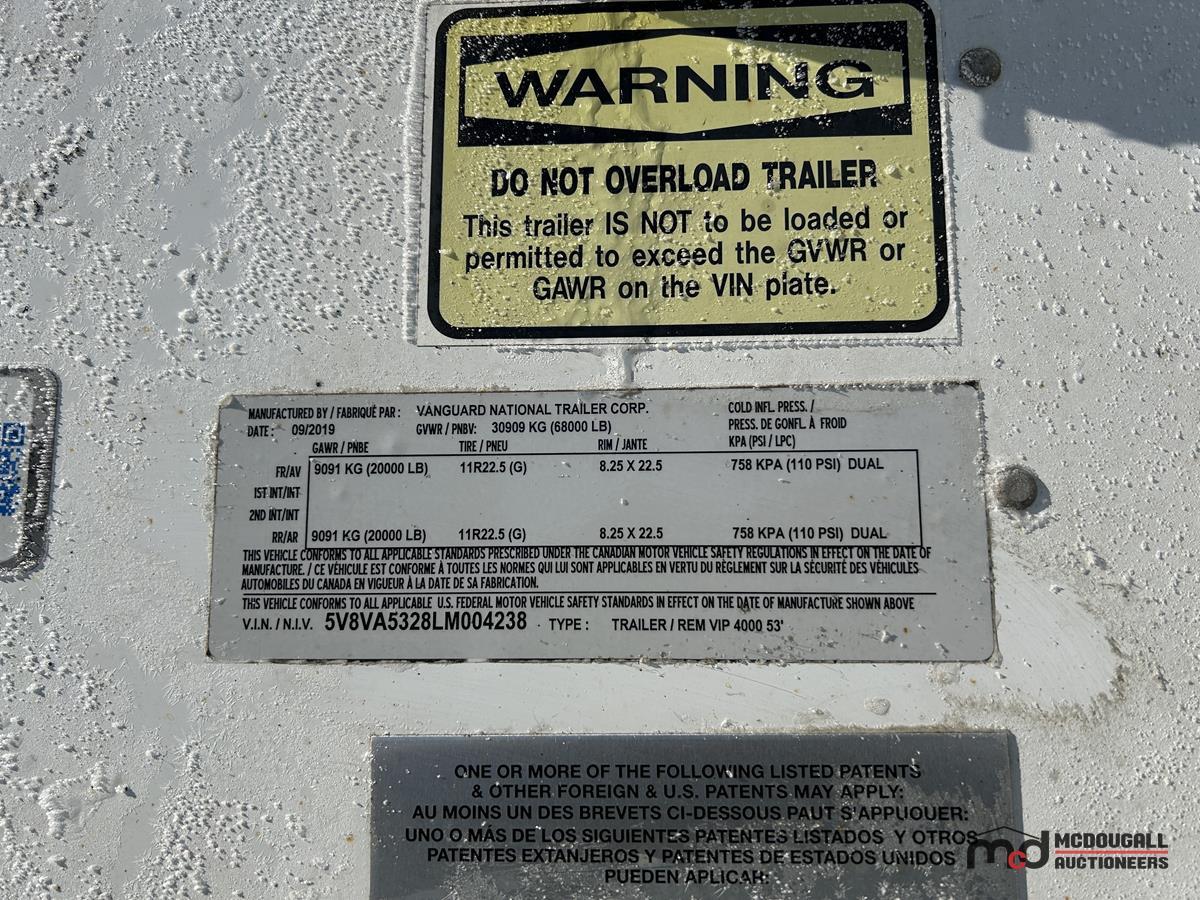 WARNING
DO NOT OVERLOAD TRAILER
This trailer IS NOT to be loaded or
permitted to exceed the GVWR or
GAWR on the VIN plate.
MANUFACTURED BY / FABRIQUÉ PAR : VANGUARD NATIONAL TRAILER CORP. COLD INFL. PRESS. /
DATE : 09/2019 GVWR / PNBV: 30909 KG (68000 LB) PRESS. DE GONFL. À FROID
GAWR / PNBE TIRE / PNEU RIM / JANTE KPA (PSI / LPC)
FR/AV 9091 KG (20000 LB) 11R22.5 (G) 8.25 X 22.5 758 KPA (110 PSI) DUAL
1ST INT/INT
2ND INT/INT
RR/AR 9091 KG (20000 LB) 11R22.5 (G) 8.25 X 22.5 758 KPA (110 PSI) DUAL
THIS VEHICLE CONFORMS TO ALL APPLICABLE STANDARDS PRESCRIBED UNDER THE CANADIAN MOTOR VEHICLE SAFETY REGULATIONS IN EFFECT ON THE DATE OF
MANUFACTURE. / CE VÉHICULE EST CONFORME À TOUTES LES NORMES QUI LUI SONT APPLICABLES EN VERTU DU RÈGLEMENT SUR LA SÉCURITÉ DES VÉHICULES
AUTOMOBILES DU CANADA EN VIGUEUR À LA DATE DE SA FABRICATION.
THIS VEHICLE CONFORMS TO ALL APPLICABLE U.S. FEDERAL MOTOR VEHICLE SAFETY STANDARDS IN EFFECT ON THE DATE OF MANUFACTURE SHOWN ABOVE
V.I.N. / N.I.V. 5V8VA5328LM004238 TYPE : TRAILER / REM VIP 4000 53'
ONE OR MORE OF THE FOLLOWING LISTED PATENTS
& OTHER FOREIGN & U.S. PATENTS MAY APPLY:
AU MOINS UN DES BREVETS CI-DESSOUS PAUT S'APPUOUER:
UNO O MÁS DE LOS SIGUIENTES PATENTES LISTADOS Y OTROS
PATENTES EXTANJEROS Y PATENTES DE ESTADOS UNIDOS
PUEDEN APLICAR:
mcd MCDOUGALL
AUCTIONEERS